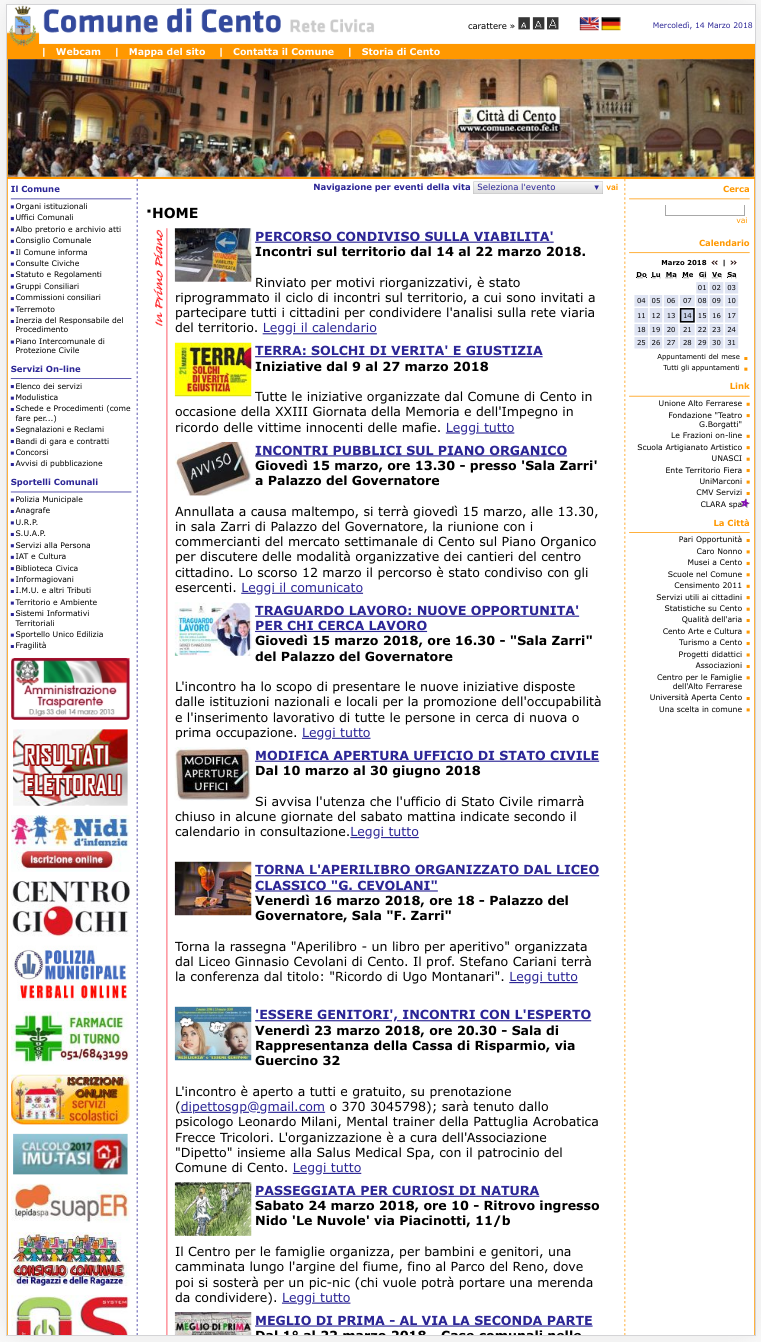 Comune di Cento Rete Civica
carattere » A A A
Mercoledì, 14 Marzo 2018
| Webcam | Mappa del sito | Contatta il Comune | Storia di Cento
Città di Cento
www.comune.cento.fe.it
Il Comune
Organi istituzionali
Uffici Comunali
Albo pretorio e archivio atti
Consiglio Comunale
Il Comune informa
Consulte Civiche
Statuto e Regolamenti
Gruppi Consiliari
Commissioni consiliari
Terremoto
Inerzia del Responsabile del
Procedimento
Piano Intercomunale di
Protezione Civile
Servizi On-line
Elenco dei servizi
Modulistica
Schede e Procedimenti (come
fare per...)
Segnalazioni e Reclami
Bandi di gara e contratti
Concorsi
Avvisi di pubblicazione
Sportelli Comunali
Polizia Municipale
Anagrafe
U.R.P.
S.U.A.P.
Servizi alla Persona
IAT e Cultura
Biblioteca Civica
Informagiovani
I.M.U. e altri Tributi
Territorio e Ambiente
Sistemi Informativi
Territoriali
Sportello Unico Edilizia
Fragilità
Amministrazione
Trasparente
D.lgs 33 del 14 marzo 2013
RISULTATI
ELETTORALI
Nidi
d'infanzia
Iscrizione online
CENTRO
GIOCHI
POLIZIA
MUNICIPALE
VERBALI ONLINE
FARMACIE
DI TURNO
051/6843199
ISCRIZIONI
ONLINE
servizi
scolastici
SCUOLA
CALCOLO2017
IMU-TASI
lepidaspa suapER
CONSIGLIO COMUNALE
dei Ragazzi e delle Ragazze
SYSTEM
Navigazione per eventi della vita Seleziona l'evento vai
HOME
In Primo Piano
PERCORSO CONDIVISO SULLA VIABILITA'
Incontri sul territorio dal 14 al 22 marzo 2018.
Rinviato per motivi riorganizzativi, è stato
riprogrammato il ciclo di incontri sul territorio, a cui sono invitati a
partecipare tutti i cittadini per condividere l'analisi sulla rete viaria
del territorio. Leggi il calendario
TERRA
SOLCHI
DI VERITÀ
E GIUSTIZIA
TERRA: SOLCHI DI VERITA' E GIUSTIZIA
Iniziative dal 9 al 27 marzo 2018
Tutte le iniziative organizzate dal Comune di Cento in
occasione della XXIII Giornata della Memoria e dell'Impegno in
ricordo delle vittime innocenti delle mafie. Leggi tutto
AVVISO
INCONTRI PUBBLICI SUL PIANO ORGANICO
Giovedì 15 marzo, ore 13.30 - presso 'Sala Zarri'
a Palazzo del Governatore
Annullata a causa maltempo, si terrà giovedì 15 marzo, alle 13.30,
in sala Zarri di Palazzo del Governatore, la riunione con i
commercianti del mercato settimanale di Cento sul Piano Organico
per discutere delle modalità organizzative dei cantieri del centro
cittadino. Lo scorso 12 marzo il percorso è stato condiviso con gli
esercenti. Leggi il comunicato
TRAGUARDO
LAVORO
TRAGUARDO LAVORO: NUOVE OPPORTUNITA'
PER CHI CERCA LAVORO
Giovedì 15 marzo 2018, ore 16.30 - "Sala Zarri"
del Palazzo del Governatore
L'incontro ha lo scopo di presentare le nuove iniziative disposte
dalle istituzioni nazionali e locali per la promozione dell'occupabilità
e l'inserimento lavorativo di tutte le persone in cerca di nuova o
prima occupazione. Leggi tutto
MODIFICA
APERTURE
UFFICI
MODIFICA APERTURA UFFICIO DI STATO CIVILE
Dal 10 marzo al 30 giugno 2018
Si avvisa l'utenza che l'ufficio di Stato Civile rimarrà
chiuso in alcune giornate del sabato mattina indicate secondo il
calendario in consultazione.Leggi tutto
TORNA L'APERILIBRO ORGANIZZATO DAL LICEO
CLASSICO "G. CEVOLANI"
Venerdì 16 marzo 2018, ore 18 - Palazzo del
Governatore, Sala "F. Zarri"
Torna la rassegna "Aperilibro - un libro per aperitivo" organizzata
dal Liceo Ginnasio Cevolani di Cento. Il prof. Stefano Cariani terrà
la conferenza dal titolo: "Ricordo di Ugo Montanari". Leggi tutto
'ESSERE GENITORI', INCONTRI CON L'ESPERTO
Venerdì 23 marzo 2018, ore 20.30 - Sala di
Rappresentanza della Cassa di Risparmio, via
Guercino 32
L'incontro è aperto a tutti e gratuito, su prenotazione
(dipettosgp@gmail.com o 370 3045798); sarà tenuto dallo
psicologo Leonardo Milani, Mental trainer della Pattuglia Acrobatica
Frecce Tricolori. L'organizzazione è a cura dell'Associazione
"Dipetto" insieme alla Salus Medical Spa, con il patrocinio del
Comune di Cento. Leggi tutto
PASSEGGIATA PER CURIOSI DI NATURA
Sabato 24 marzo 2018, ore 10 - Ritrovo ingresso
Nido 'Le Nuvole' via Piacinotti, 11/b
Il Centro per le famiglie organizza, per bambini e genitori, una
camminata lungo l'argine del fiume, fino al Parco del Reno, dove
poi si sosterà per un pic-nic (chi vuole potrà portare una merenda
da condividere). Leggi tutto
MEGLIO DI PRIMA
MEGLIO DI PRIMA - AL VIA LA SECONDA PARTE
Dal 1° al 22 marzo 2018 - Case comunali nelle
Cerca
vai
Calendario
Marzo 2018 « | »
Do Lu Ma Me Gi Ve Sa
01 02 03
04 05 06 07 08 09 10
11 12 13 14 15 16 17
18 19 20 21 22 23 24
25 26 27 28 29 30 31
Appuntamenti del mese
Tutti gli appuntamenti
Link
Unione Alto Ferrarese
Fondazione "Teatro
G.Borgatti"
Le Frazioni on-line
Scuola Artigianato Artistico
UNASCI
Ente Territorio Fiera
UniMarconi
CMV Servizi
CLARA spa
La Città
Pari Opportunità
Caro Nonno
Musei a Cento
Scuole nel Comune
Censimento 2011
Servizi utili ai cittadini
Statistiche su Cento
Qualità dell'aria
Cento Arte e Cultura
Turismo a Cento
Progetti didattici
Associazioni
Centro per le Famiglie
dell'Alto Ferrarese
Università Aperta Cento
Una scelta in comune